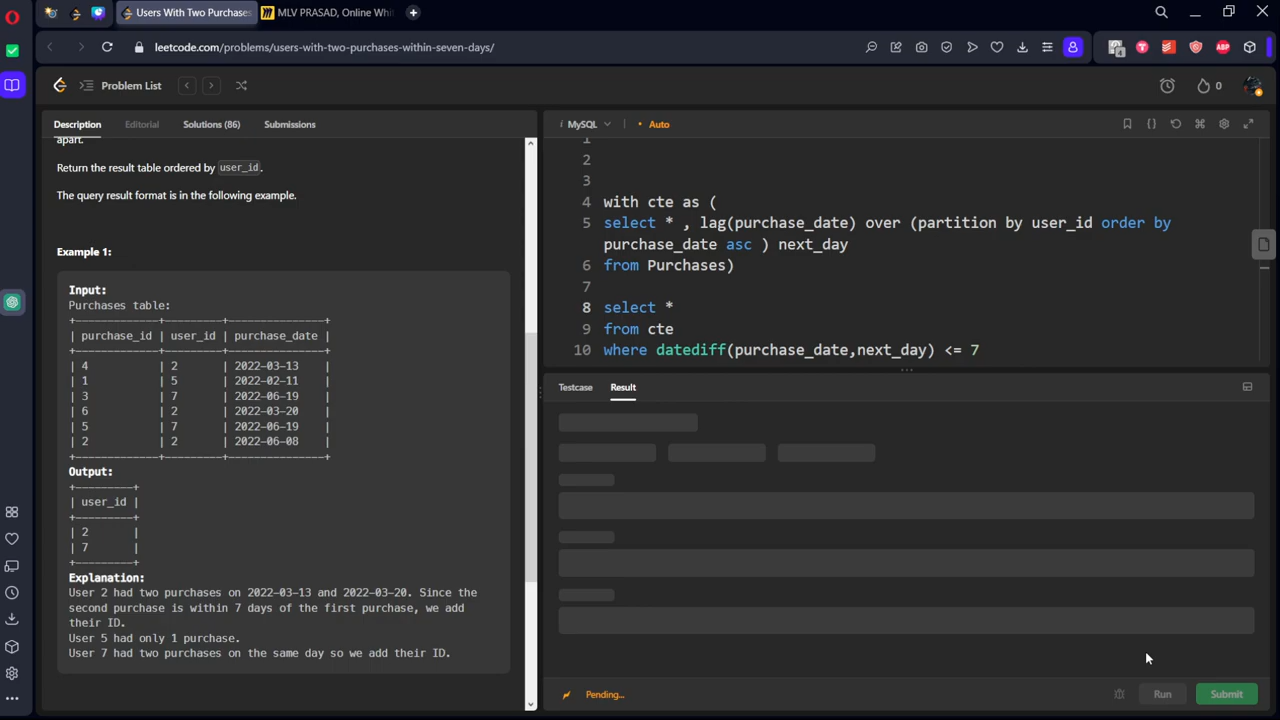 Users With Two Purchases
MLV PRASAD, Online Whi
leetcode.com/problems/users-with-two-purchases-within-seven-days/
Problem List
0
Description
Editorial
Solutions (86)
Submissions
apart.
Return the result table ordered by user_id.
The query result format is in the following example.
Example 1:
Input:
Purchases table:
+-------------+---------+---------------+
| purchase_id | user_id | purchase_date |
+-------------+---------+---------------+
| 4 | 2 | 2022-03-13 |
| 1 | 5 | 2022-02-11 |
| 3 | 7 | 2022-06-19 |
| 6 | 2 | 2022-03-20 |
| 5 | 7 | 2022-06-19 |
| 2 | 2 | 2022-06-08 |
+-------------+---------+---------------+
Output:
+---------+
| user_id |
+---------+
| 2 |
| 7 |
+---------+
Explanation:
User 2 had two purchases on 2022-03-13 and 2022-03-20. Since the
second purchase is within 7 days of the first purchase, we add
their ID.
User 5 had only 1 purchase.
User 7 had two purchases on the same day so we add their ID.
MySQL
Auto
1
2
3
4 with cte as (
5 select * , lag(purchase_date) over (partition by user_id order by
purchase_date asc ) next_day
6 from Purchases)
7
8 select *
9 from cte
10 where datediff(purchase_date,next_day) <= 7
Testcase
Result
Pending...
Run
Submit